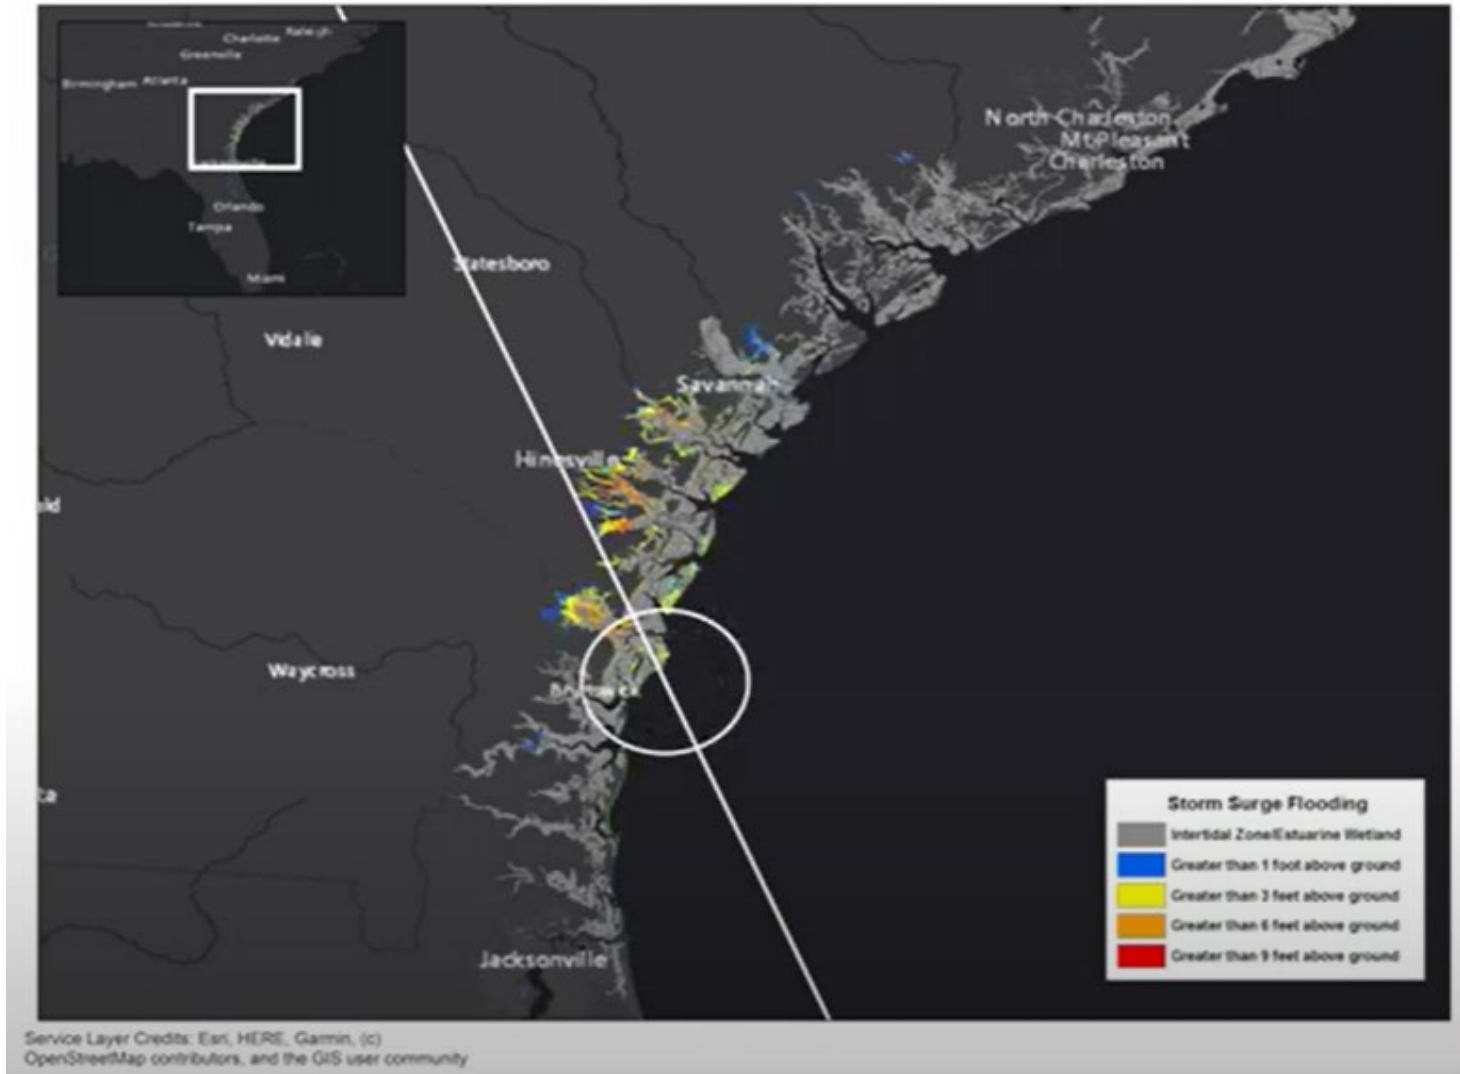 Charlotte
Raleigh
Greenville
Birmingham
Atlanta
Orlando
Tampa
Miami
North Charleston
Mt Pleasant
Charleston
Statesboro
Vidalia
Savannah
Hinesville
ld
Waycross
Brunswick
ta
Jacksonville
Storm Surge Flooding
Intertidal Zone/Estuarine Wetland
Greater than 1 foot above ground
Greater than 3 feet above ground
Greater than 6 feet above ground
Greater than 9 feet above ground
Service Layer Credits: Esri, HERE, Garmin, (c)
OpenStreetMap contributors, and the GIS user community